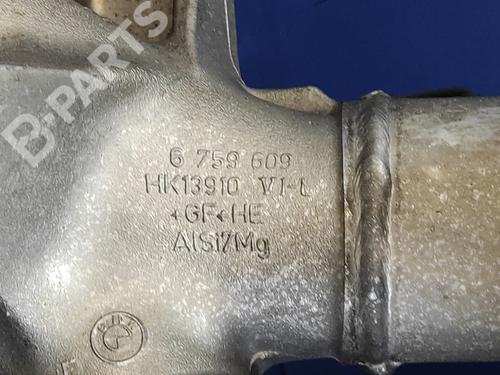 B-PARTS
6 759 609
HK13910 VI-L
◂GF◂HE
AlSi7Mg